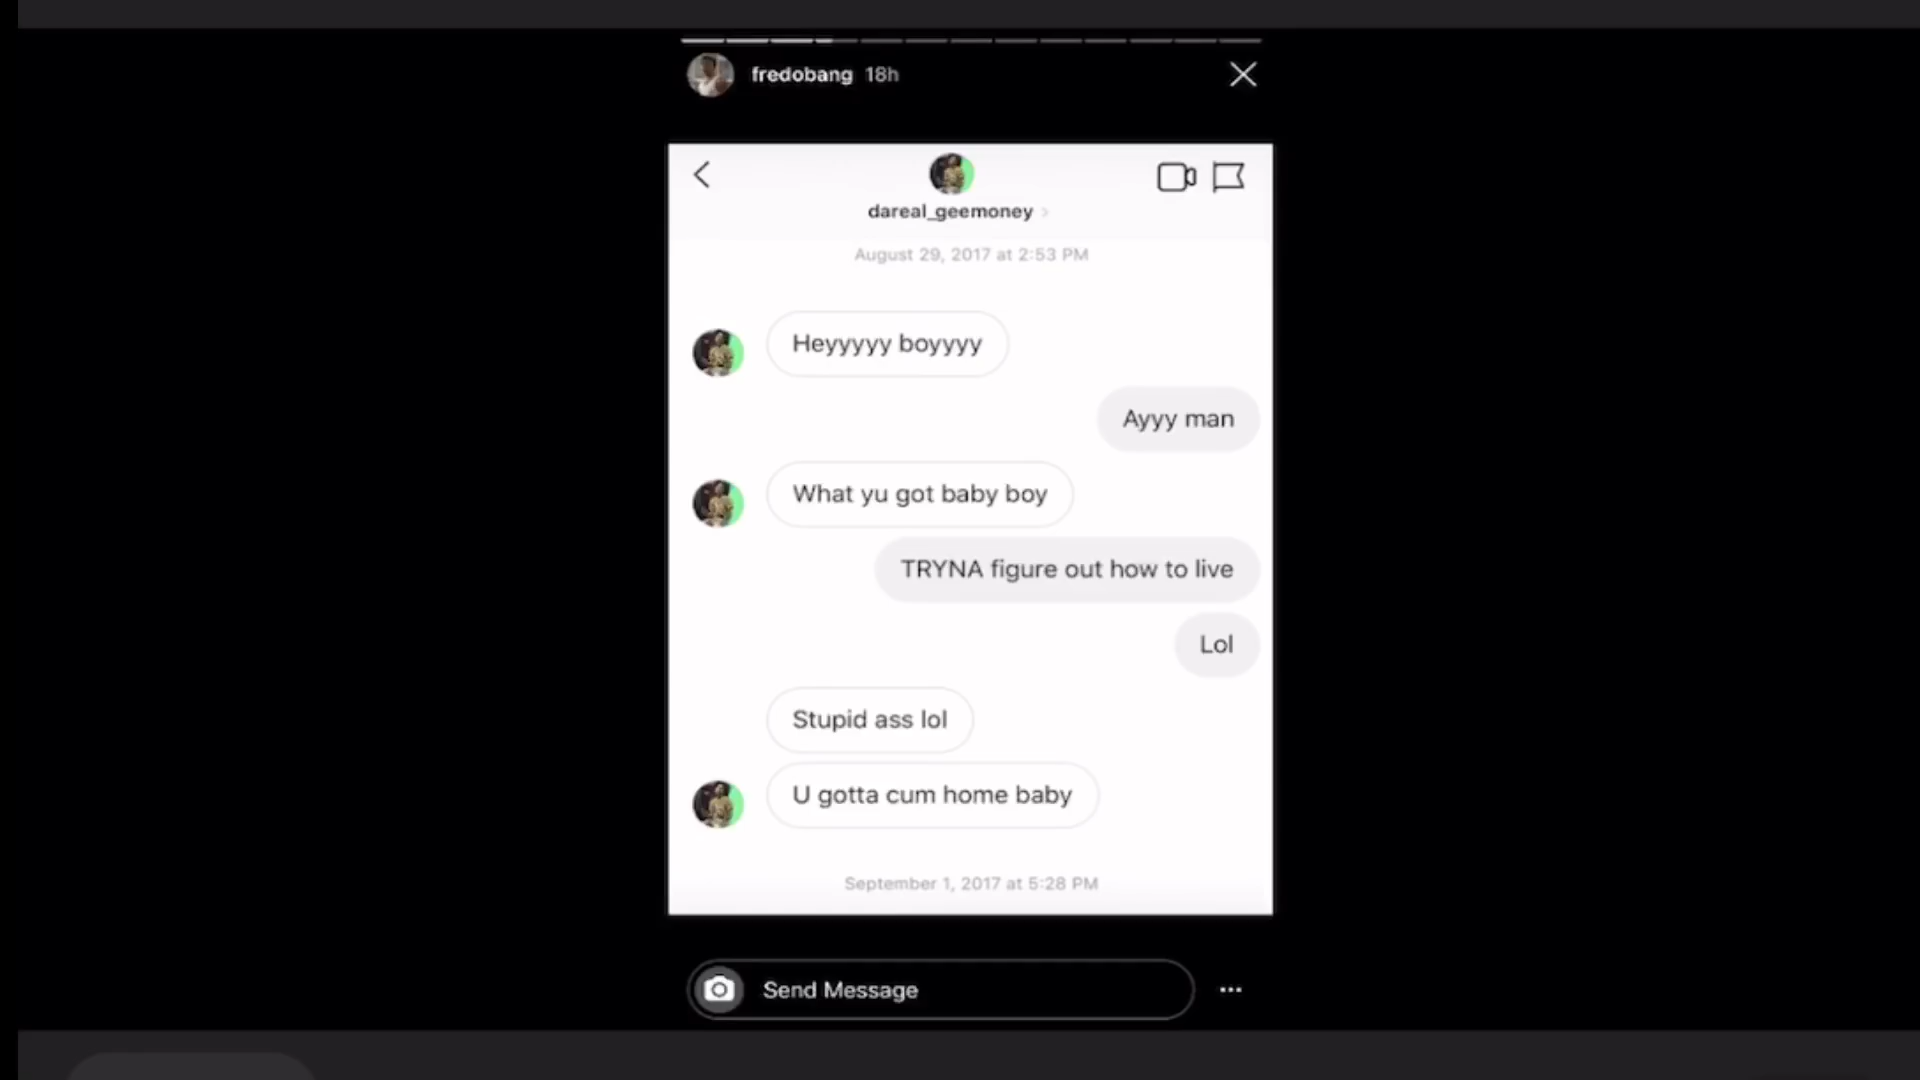 fredobang 18h
dareal_geemoney
August 29, 2017 at 2:53 PM
Heyyyyy boyyyy
Ayyy man
What yu got baby boy
TRYNA figure out how to live
Lol
Stupid ass lol
U gotta cum home baby
September 1, 2017 at 5:28 PM
Send Message